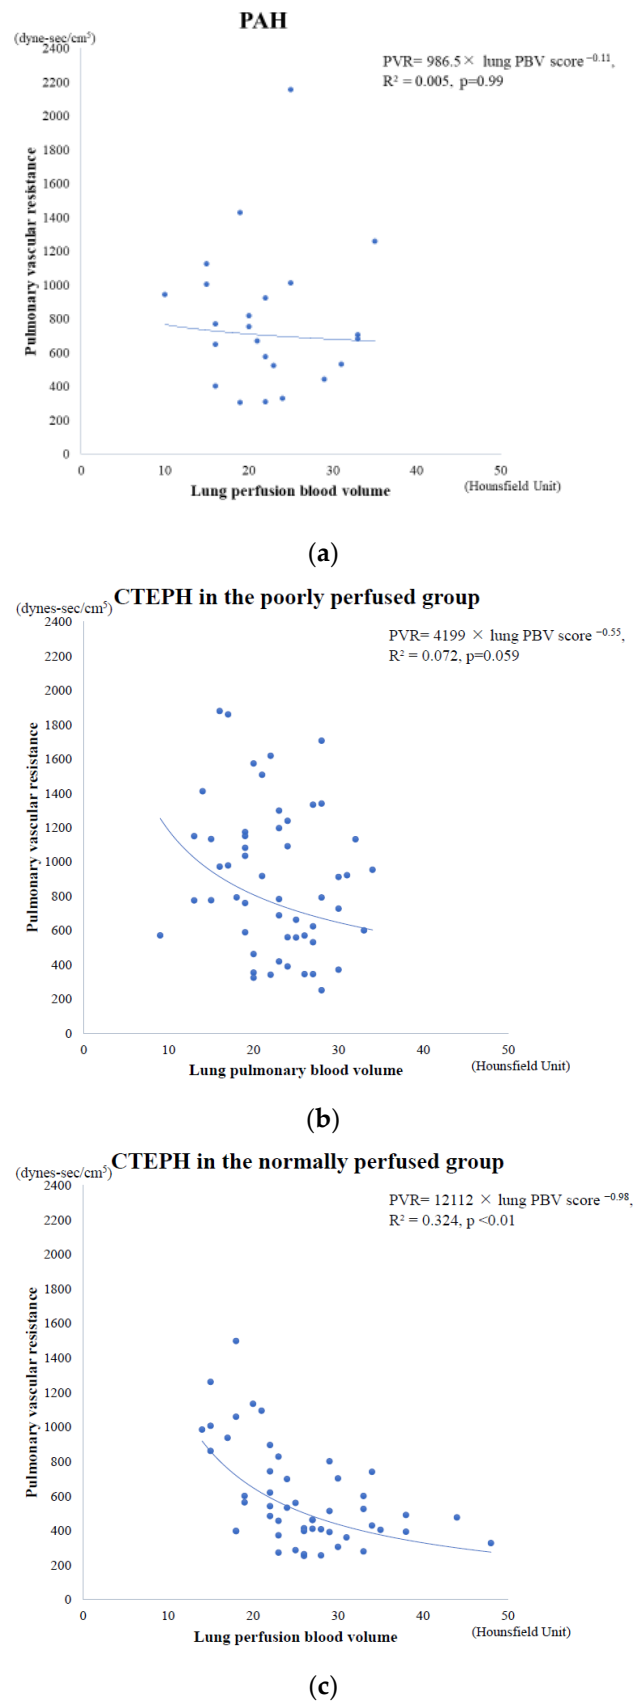 PAH
(dyne-sec/cm⁵)
PVR= 986.5× lung PBV score ⁻⁰·¹¹,
R² = 0.005, p=0.99
Pulmonary vascular resistance
2400
2200
2000
1800
1600
1400
1200
1000
800
600
400
200
0
0 10 20 30 40 50
Lung perfusion blood volume
(Hounsfield Unit)
(a)
CTEPH in the poorly perfused group
(dynes-sec/cm⁵)
PVR= 4199 × lung PBV score ⁻⁰·⁵⁵,
R² = 0.072, p=0.059
Pulmonary vascular resistance
2400
2200
2000
1800
1600
1400
1200
1000
800
600
400
200
0
0 10 20 30 40 50
Lung pulmonary blood volume
(Hounsfield Unit)
(b)
CTEPH in the normally perfused group
(dynes-sec/cm⁵)
PVR= 12112 × lung PBV score ⁻⁰·⁹⁸,
R² = 0.324, p <0.01
Pulmonary vascular resistance
2400
2200
2000
1800
1600
1400
1200
1000
800
600
400
200
0
0 10 20 30 40 50
Lung perfusion blood volume
(Hounsfield Unit)
(c)